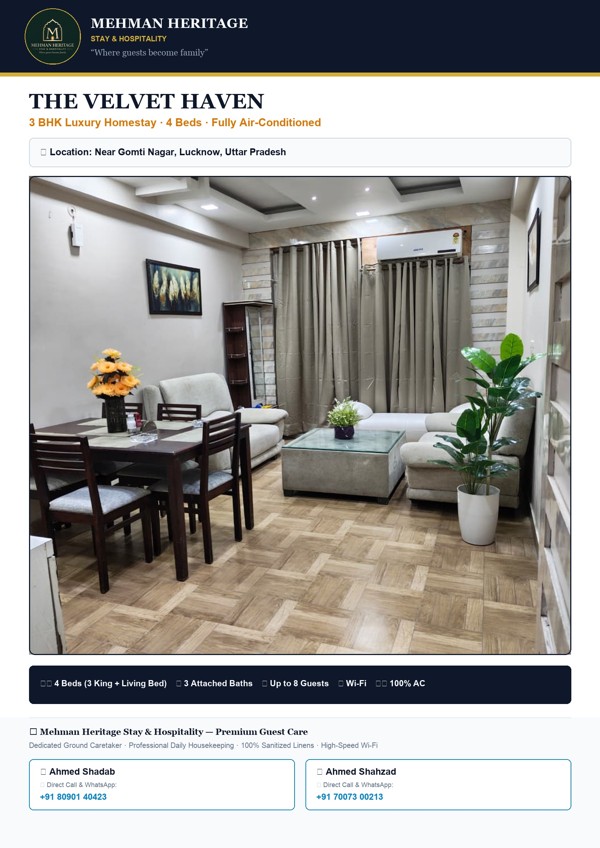 MEHMAN HERITAGE
STAY & HOSPITALITY
“Where guests become family”
M
MEHMAN HERITAGE
STAY & HOSPITALITY
THE VELVET HAVEN
3 BHK Luxury Homestay · 4 Beds · Fully Air-Conditioned
Location: Near Gomti Nagar, Lucknow, Uttar Pradesh
4 Beds (3 King + Living Bed) 3 Attached Baths Up to 8 Guests Wi-Fi 100% AC
Mehman Heritage Stay & Hospitality — Premium Guest Care
Dedicated Ground Caretaker · Professional Daily Housekeeping · 100% Sanitized Linens · High-Speed Wi-Fi
Ahmed Shadab
Direct Call & WhatsApp:
+91 80901 40423
Ahmed Shahzad
Direct Call & WhatsApp:
+91 70073 00213